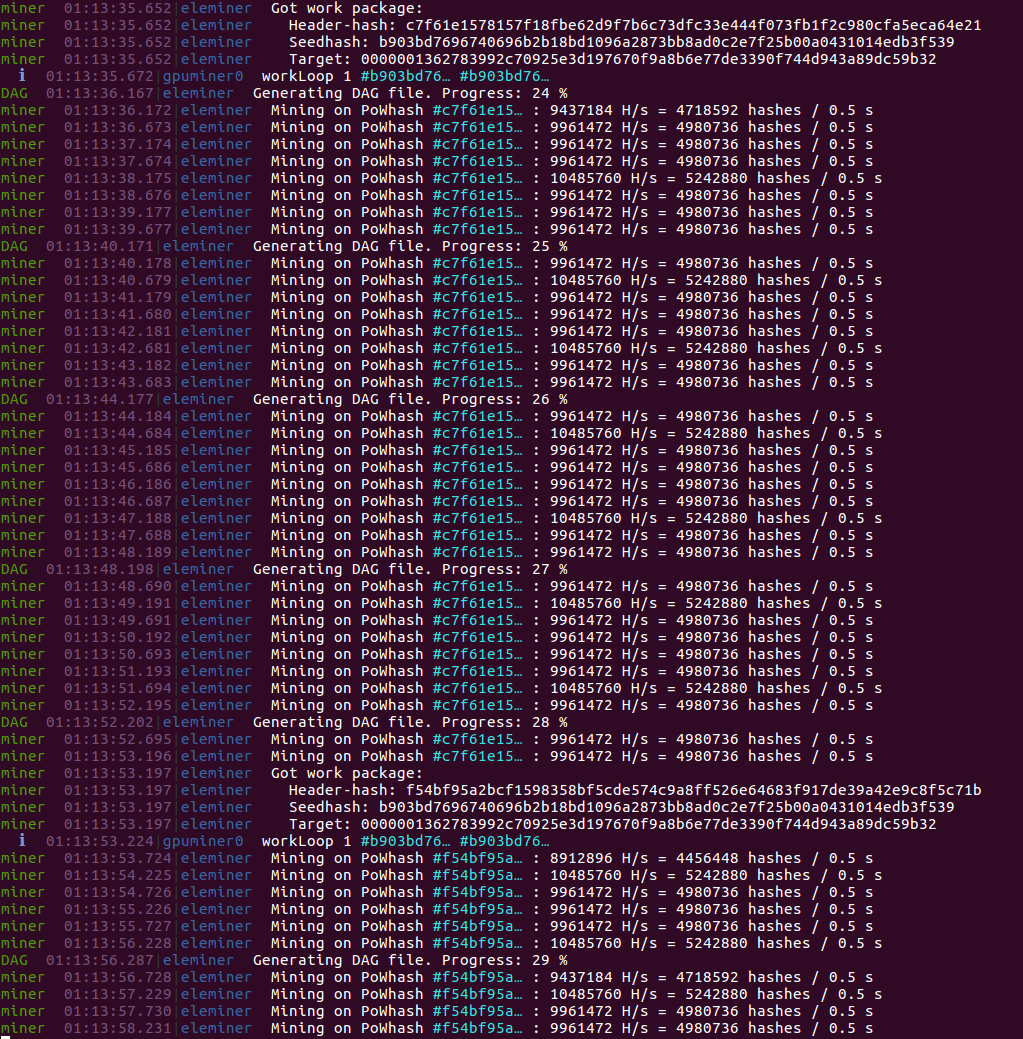 miner 01:13:35.652|eleminer Got work package:
miner 01:13:35.652|eleminer Header-hash: c7f61e1578157f18fbe62d9f7b6c73dfc33e444f073fb1f2c980cfa5eca64e21
miner 01:13:35.652|eleminer Seedhash: b903bd7696740696b2b18bd1096a2873bb8ad0c2e7f25b00a0431014edb3f539
miner 01:13:35.652|eleminer Target: 0000001362783992c70925e3d197670f9a8b6e77de3390f744d943a89dc59b32
ℹ 01:13:35.672|gpuminer0 workLoop 1 #b903bd76… #b903bd76…
DAG 01:13:36.167|eleminer Generating DAG file. Progress: 24 %
miner 01:13:36.172|eleminer Mining on PoWhash #c7f61e15… : 9437184 H/s = 4718592 hashes / 0.5 s
miner 01:13:36.673|eleminer Mining on PoWhash #c7f61e15… : 9961472 H/s = 4980736 hashes / 0.5 s
miner 01:13:37.174|eleminer Mining on PoWhash #c7f61e15… : 9961472 H/s = 4980736 hashes / 0.5 s
miner 01:13:37.674|eleminer Mining on PoWhash #c7f61e15… : 9961472 H/s = 4980736 hashes / 0.5 s
miner 01:13:38.175|eleminer Mining on PoWhash #c7f61e15… : 10485760 H/s = 5242880 hashes / 0.5 s
miner 01:13:38.676|eleminer Mining on PoWhash #c7f61e15… : 9961472 H/s = 4980736 hashes / 0.5 s
miner 01:13:39.177|eleminer Mining on PoWhash #c7f61e15… : 9961472 H/s = 4980736 hashes / 0.5 s
miner 01:13:39.677|eleminer Mining on PoWhash #c7f61e15… : 9961472 H/s = 4980736 hashes / 0.5 s
DAG 01:13:40.171|eleminer Generating DAG file. Progress: 25 %
miner 01:13:40.178|eleminer Mining on PoWhash #c7f61e15… : 9961472 H/s = 4980736 hashes / 0.5 s
miner 01:13:40.679|eleminer Mining on PoWhash #c7f61e15… : 10485760 H/s = 5242880 hashes / 0.5 s
miner 01:13:41.179|eleminer Mining on PoWhash #c7f61e15… : 9961472 H/s = 4980736 hashes / 0.5 s
miner 01:13:41.680|eleminer Mining on PoWhash #c7f61e15… : 9961472 H/s = 4980736 hashes / 0.5 s
miner 01:13:42.181|eleminer Mining on PoWhash #c7f61e15… : 9961472 H/s = 4980736 hashes / 0.5 s
miner 01:13:42.681|eleminer Mining on PoWhash #c7f61e15… : 10485760 H/s = 5242880 hashes / 0.5 s
miner 01:13:43.182|eleminer Mining on PoWhash #c7f61e15… : 9961472 H/s = 4980736 hashes / 0.5 s
miner 01:13:43.683|eleminer Mining on PoWhash #c7f61e15… : 9961472 H/s = 4980736 hashes / 0.5 s
DAG 01:13:44.177|eleminer Generating DAG file. Progress: 26 %
miner 01:13:44.184|eleminer Mining on PoWhash #c7f61e15… : 9961472 H/s = 4980736 hashes / 0.5 s
miner 01:13:44.684|eleminer Mining on PoWhash #c7f61e15… : 10485760 H/s = 5242880 hashes / 0.5 s
miner 01:13:45.185|eleminer Mining on PoWhash #c7f61e15… : 9961472 H/s = 4980736 hashes / 0.5 s
miner 01:13:45.686|eleminer Mining on PoWhash #c7f61e15… : 9961472 H/s = 4980736 hashes / 0.5 s
miner 01:13:46.186|eleminer Mining on PoWhash #c7f61e15… : 9961472 H/s = 4980736 hashes / 0.5 s
miner 01:13:46.687|eleminer Mining on PoWhash #c7f61e15… : 9961472 H/s = 4980736 hashes / 0.5 s
miner 01:13:47.188|eleminer Mining on PoWhash #c7f61e15… : 10485760 H/s = 5242880 hashes / 0.5 s
miner 01:13:47.688|eleminer Mining on PoWhash #c7f61e15… : 9961472 H/s = 4980736 hashes / 0.5 s
miner 01:13:48.189|eleminer Mining on PoWhash #c7f61e15… : 9961472 H/s = 4980736 hashes / 0.5 s
DAG 01:13:48.198|eleminer Generating DAG file. Progress: 27 %
miner 01:13:48.690|eleminer Mining on PoWhash #c7f61e15… : 9961472 H/s = 4980736 hashes / 0.5 s
miner 01:13:49.191|eleminer Mining on PoWhash #c7f61e15… : 10485760 H/s = 5242880 hashes / 0.5 s
miner 01:13:49.691|eleminer Mining on PoWhash #c7f61e15… : 9961472 H/s = 4980736 hashes / 0.5 s
miner 01:13:50.192|eleminer Mining on PoWhash #c7f61e15… : 9961472 H/s = 4980736 hashes / 0.5 s
miner 01:13:50.693|eleminer Mining on PoWhash #c7f61e15… : 9961472 H/s = 4980736 hashes / 0.5 s
miner 01:13:51.193|eleminer Mining on PoWhash #c7f61e15… : 9961472 H/s = 4980736 hashes / 0.5 s
miner 01:13:51.694|eleminer Mining on PoWhash #c7f61e15… : 10485760 H/s = 5242880 hashes / 0.5 s
miner 01:13:52.195|eleminer Mining on PoWhash #c7f61e15… : 9961472 H/s = 4980736 hashes / 0.5 s
DAG 01:13:52.202|eleminer Generating DAG file. Progress: 28 %
miner 01:13:52.695|eleminer Mining on PoWhash #c7f61e15… : 9961472 H/s = 4980736 hashes / 0.5 s
miner 01:13:53.196|eleminer Mining on PoWhash #c7f61e15… : 9961472 H/s = 4980736 hashes / 0.5 s
miner 01:13:53.197|eleminer Got work package:
miner 01:13:53.197|eleminer Header-hash: f54bf95a2bcf1598358bf5cde574c9a8ff526e64683f917de39a42e9c8f5c71b
miner 01:13:53.197|eleminer Seedhash: b903bd7696740696b2b18bd1096a2873bb8ad0c2e7f25b00a0431014edb3f539
miner 01:13:53.197|eleminer Target: 0000001362783992c70925e3d197670f9a8b6e77de3390f744d943a89dc59b32
ℹ 01:13:53.224|gpuminer0 workLoop 1 #b903bd76… #b903bd76…
miner 01:13:53.724|eleminer Mining on PoWhash #f54bf95a… : 8912896 H/s = 4456448 hashes / 0.5 s
miner 01:13:54.225|eleminer Mining on PoWhash #f54bf95a… : 10485760 H/s = 5242880 hashes / 0.5 s
miner 01:13:54.726|eleminer Mining on PoWhash #f54bf95a… : 9961472 H/s = 4980736 hashes / 0.5 s
miner 01:13:55.226|eleminer Mining on PoWhash #f54bf95a… : 9961472 H/s = 4980736 hashes / 0.5 s
miner 01:13:55.727|eleminer Mining on PoWhash #f54bf95a… : 9961472 H/s = 4980736 hashes / 0.5 s
miner 01:13:56.228|eleminer Mining on PoWhash #f54bf95a… : 10485760 H/s = 5242880 hashes / 0.5 s
DAG 01:13:56.287|eleminer Generating DAG file. Progress: 29 %
miner 01:13:56.728|eleminer Mining on PoWhash #f54bf95a… : 9437184 H/s = 4718592 hashes / 0.5 s
miner 01:13:57.229|eleminer Mining on PoWhash #f54bf95a… : 10485760 H/s = 5242880 hashes / 0.5 s
miner 01:13:57.730|eleminer Mining on PoWhash #f54bf95a… : 9961472 H/s = 4980736 hashes / 0.5 s
miner 01:13:58.231|eleminer Mining on PoWhash #f54bf95a… : 9961472 H/s = 4980736 hashes / 0.5 s